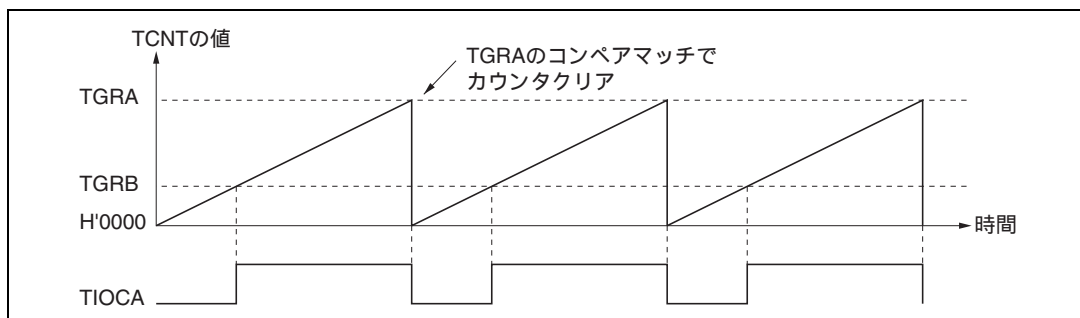 TCNTの値
TGRAのコンペアマッチで
カウンタクリア
TGRA
TGRB
H'0000
時間
TIOCA